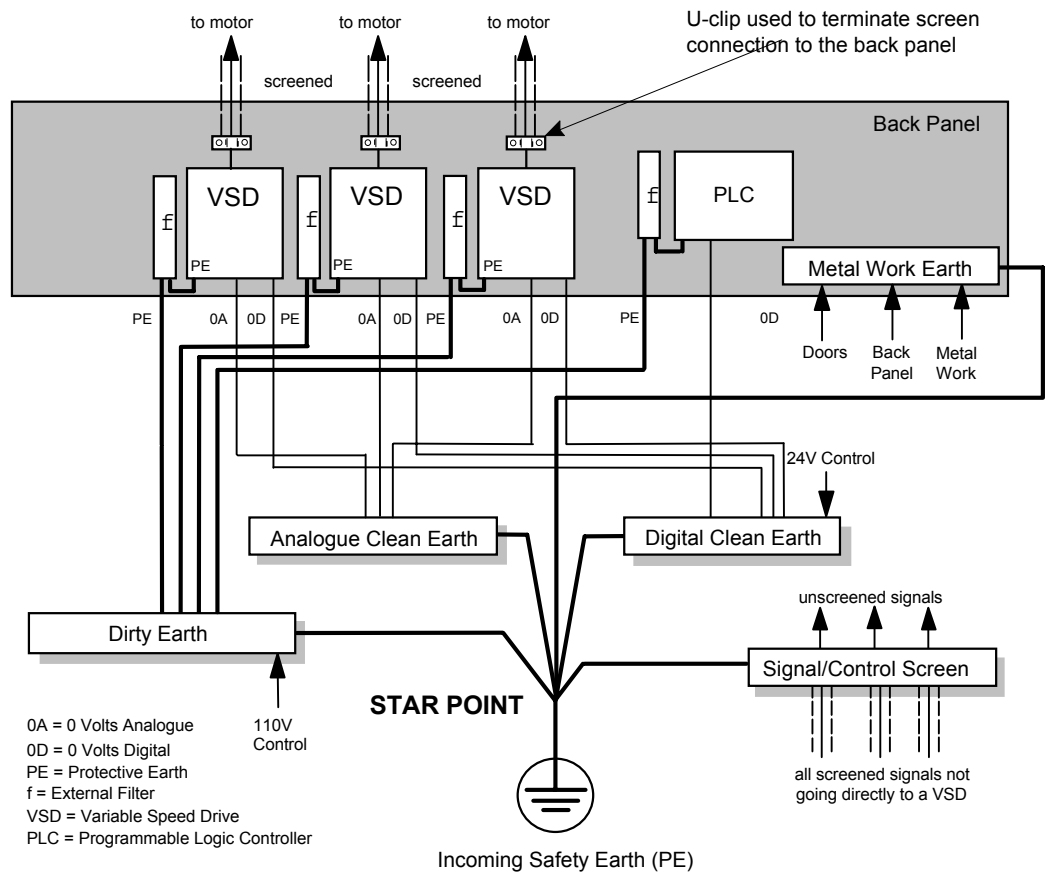 to motor
to motor
to motor
U-clip used to terminate screen
connection to the back panel
screened
screened
Back Panel
VSD
VSD
VSD
PLC
f
f
f
f
PE
PE
PE
Metal Work Earth
PE
0A
0D
PE
0A
0D
PE
0A
0D
PE
0D
Doors
Back
Panel
Metal
Work
24V Control
Analogue Clean Earth
Digital Clean Earth
unscreened signals
Dirty Earth
Signal/Control Screen
STAR POINT
110V
Control
0A = 0 Volts Analogue
0D = 0 Volts Digital
PE = Protective Earth
f = External Filter
VSD = Variable Speed Drive
PLC = Programmable Logic Controller
all screened signals not
going directly to a VSD
Incoming Safety Earth (PE)